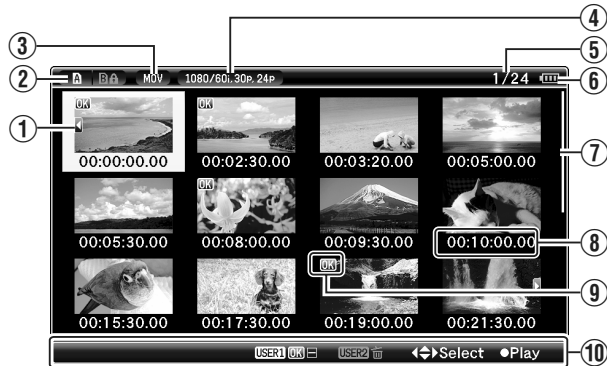 ④
③ ⑤
② A B MOV 1080/60i, 30P, 24P 1/24 ⑥
OK OK
① ⑦
00:00:00.00 00:02:30.00 00:03:20.00 00:05:00.00
OK
00:05:30.00 00:08:00.00 00:09:30.00 00:10:00.00 ⑧
OK ⑨
00:15:30.00 00:17:30.00 00:19:00.00 00:21:30.00
USER1 OK USER2 Select ●Play ⑩